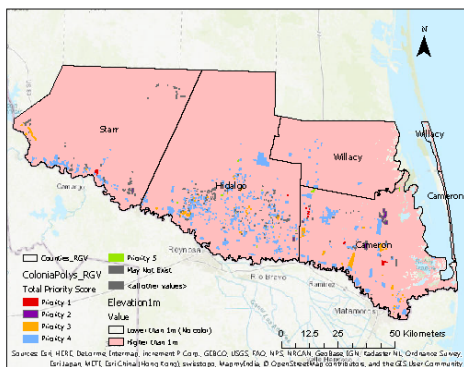 N
Starr
Willacy
Willacy
Hidalgo
Cameron
Cameron
Camargo
Reynosa
Rio Bravo
Ramirez
Matamoros
Counties_RGV
ColoniaPolys_RGV
Total Priority Score
Priority 1
Priority 2
Priority 3
Priority 4
Priority 5
May Not Exist
<all other values>
Elevation1m
Value
Lower than 1m (No color)
Higher than 1m
0
25
50 Kilometers
Sources: Esri, HERE, DeLorme, Intermap, increment P Corp., GEBCO, USGS, FAO, NPS, NRCAN, GeoBase, IGN, Kadaster NL, Ordnance Survey,
Esri Japan, METI, Esri China (Hong Kong), swisstopo, MapmyIndia, © OpenStreetMap contributors, and the GIS User Community